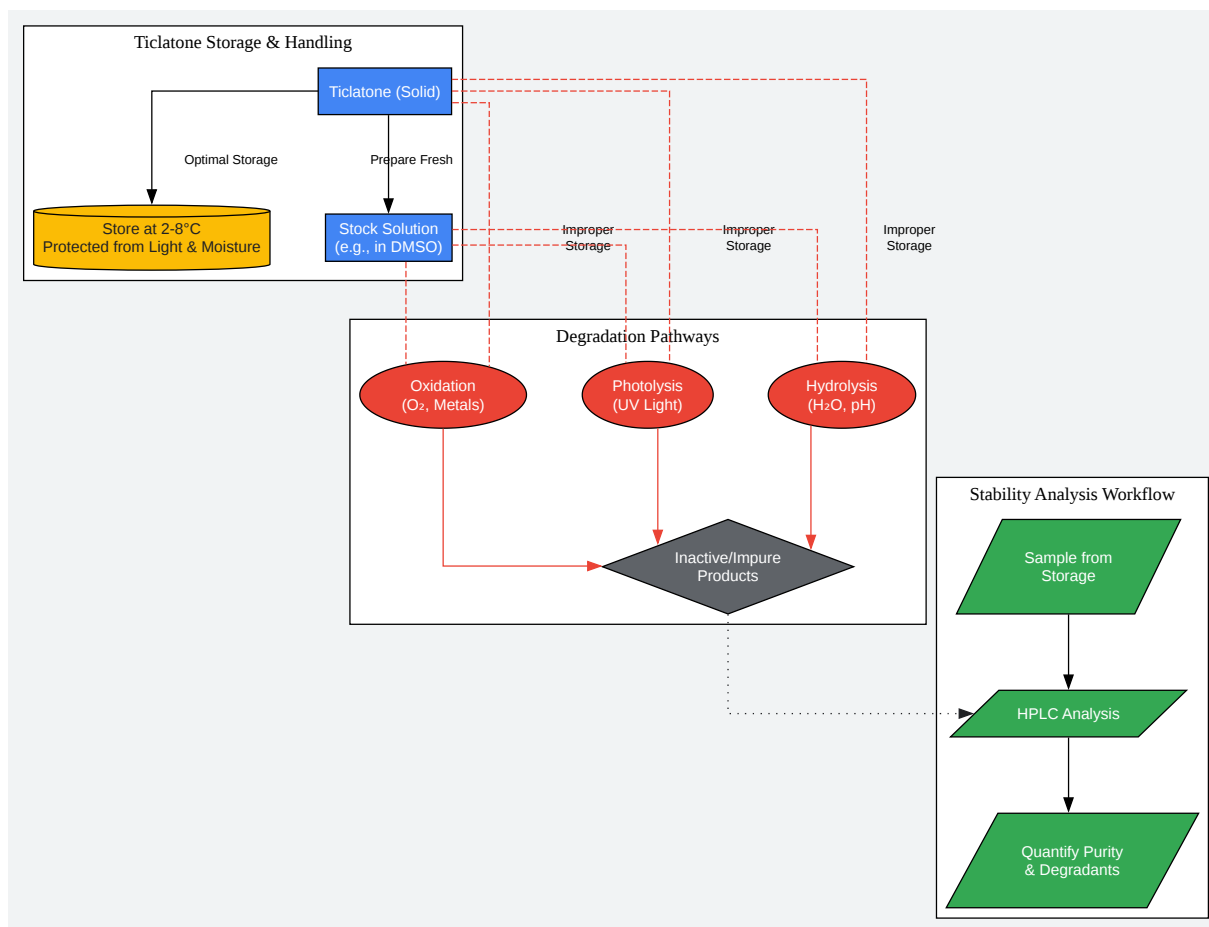 Ticlatone Storage & Handling
Ticlatone (Solid)
Optimal Storage
Prepare Fresh
Store at 2-8°C
Protected from Light & Moisture
Stock Solution
(e.g., in DMSO)
Improper
Storage
Improper
Storage
Improper
Storage
Degradation Pathways
Oxidation
(O₂, Metals)
Photolysis
(UV Light)
Hydrolysis
(H₂O, pH)
Inactive/Impure
Products
Stability Analysis Workflow
Sample from
Storage
HPLC Analysis
Quantify Purity
& Degradants